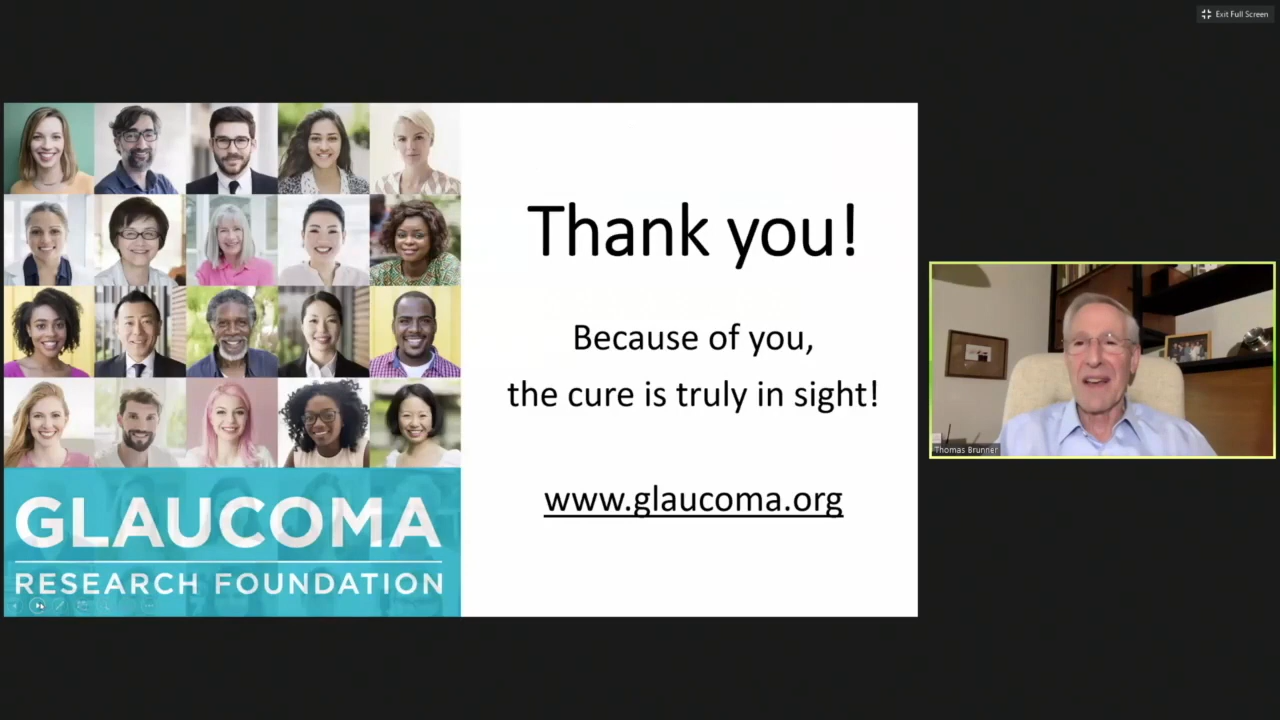 Exit Full Screen
Thank you!
Because of you,
the cure is truly in sight!
www.glaucoma.org
GLAUCOMA
RESEARCH FOUNDATION
Thomas Brunner